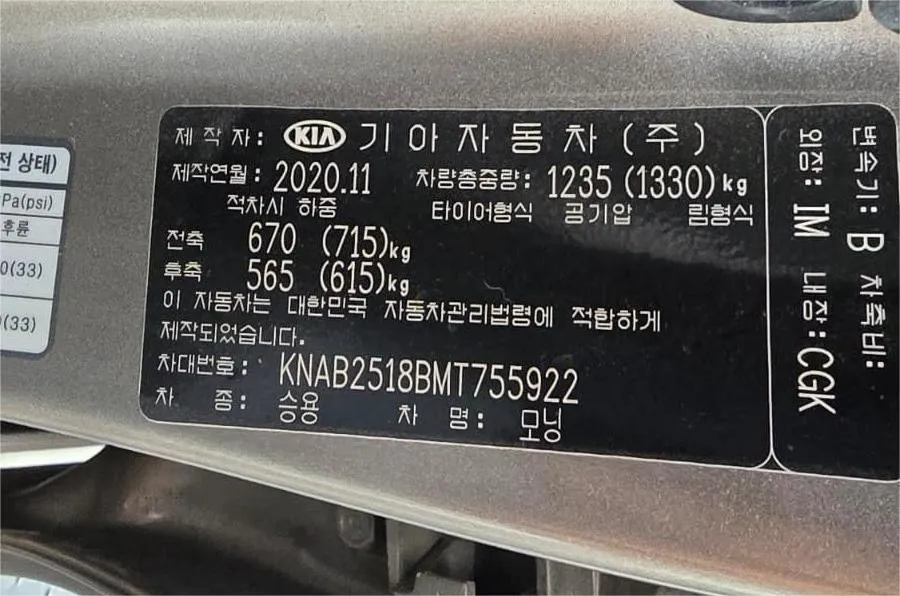 전 상태)
Pa(psi)
후륜
0(33)
(33)
제 작 자: KIA 기아자동차(주)
제작연월: 2020.11 차량총중량: 1235 (1330)kg
적차시 하중 타이어형식 공기압 림형식
전축 670 (715)kg
후축 565 (615)kg
이 자동차는 대한민국 자동차관리법령에 적합하게
제작되었습니다.
차대번호: KNAB2518BMT755922
차 종: 승용 차 명: 모닝
변속기: B 차축비:
외장: IM 내장: CGK